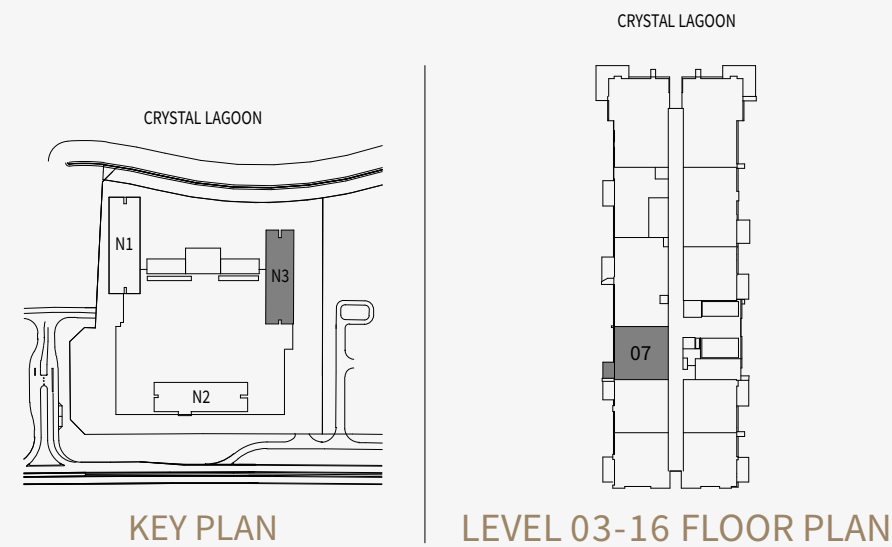 CRYSTAL LAGOON
N1
N3
N2
KEY PLAN
CRYSTAL LAGOON
07
LEVEL 03-16 FLOOR PLAN